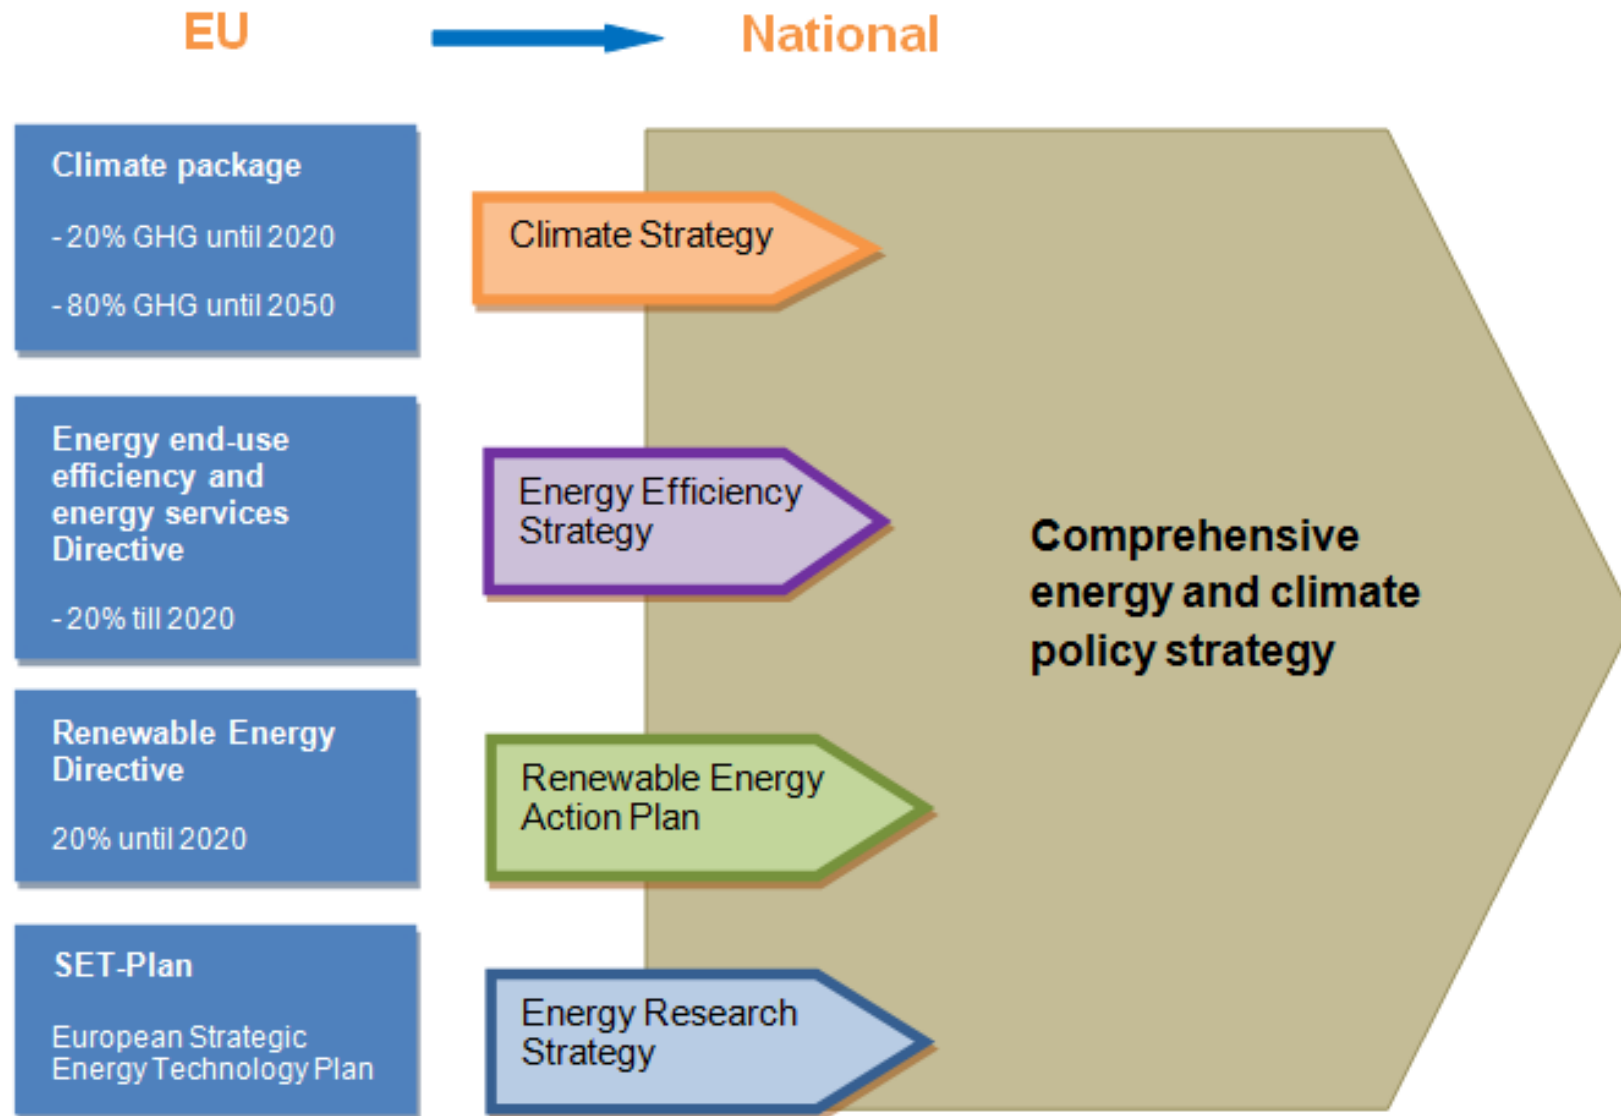 EU
National
Climate package
- 20% GHG until 2020
- 80% GHG until 2050
Climate Strategy
Energy end-use
efficiency and
energy services
Directive
- 20% till 2020
Energy Efficiency
Strategy
Renewable Energy
Directive
20% until 2020
Renewable Energy
Action Plan
SET-Plan
European Strategic
Energy Technology Plan
Energy Research
Strategy
Comprehensive
energy and climate
policy strategy